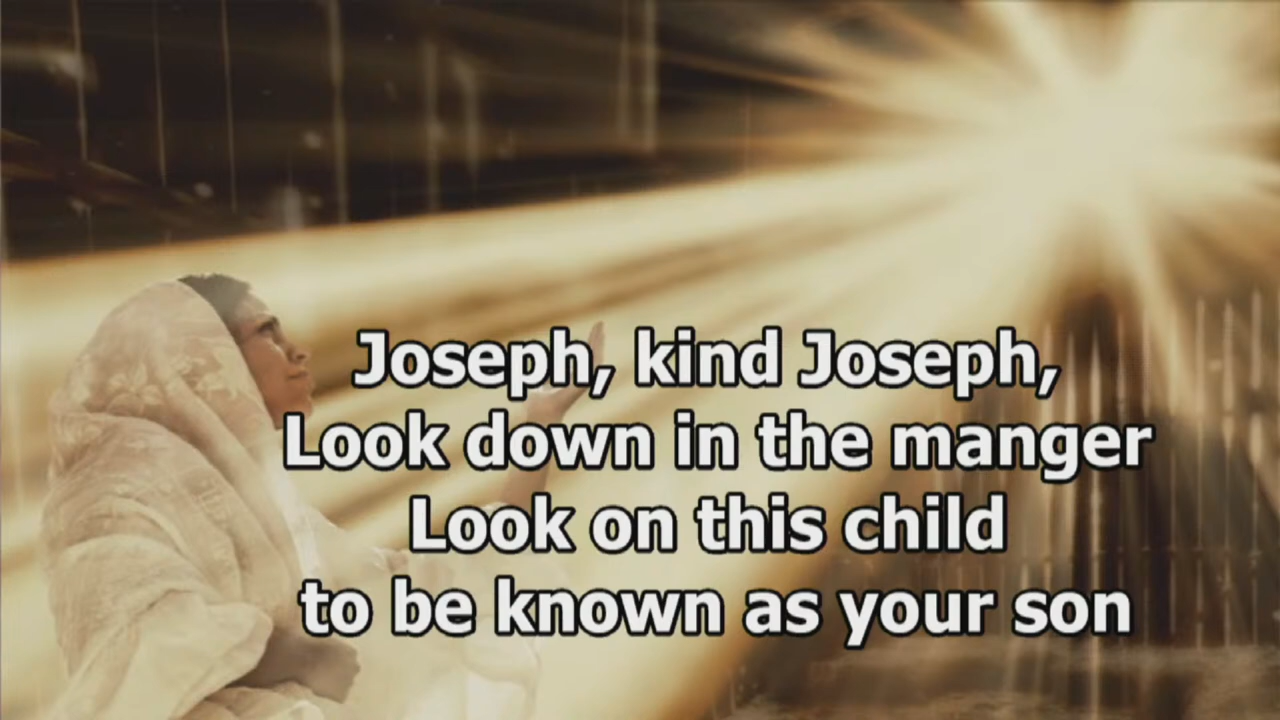 Joseph, kind Joseph,
Look down in the manger
Look on this child
to be known as your son